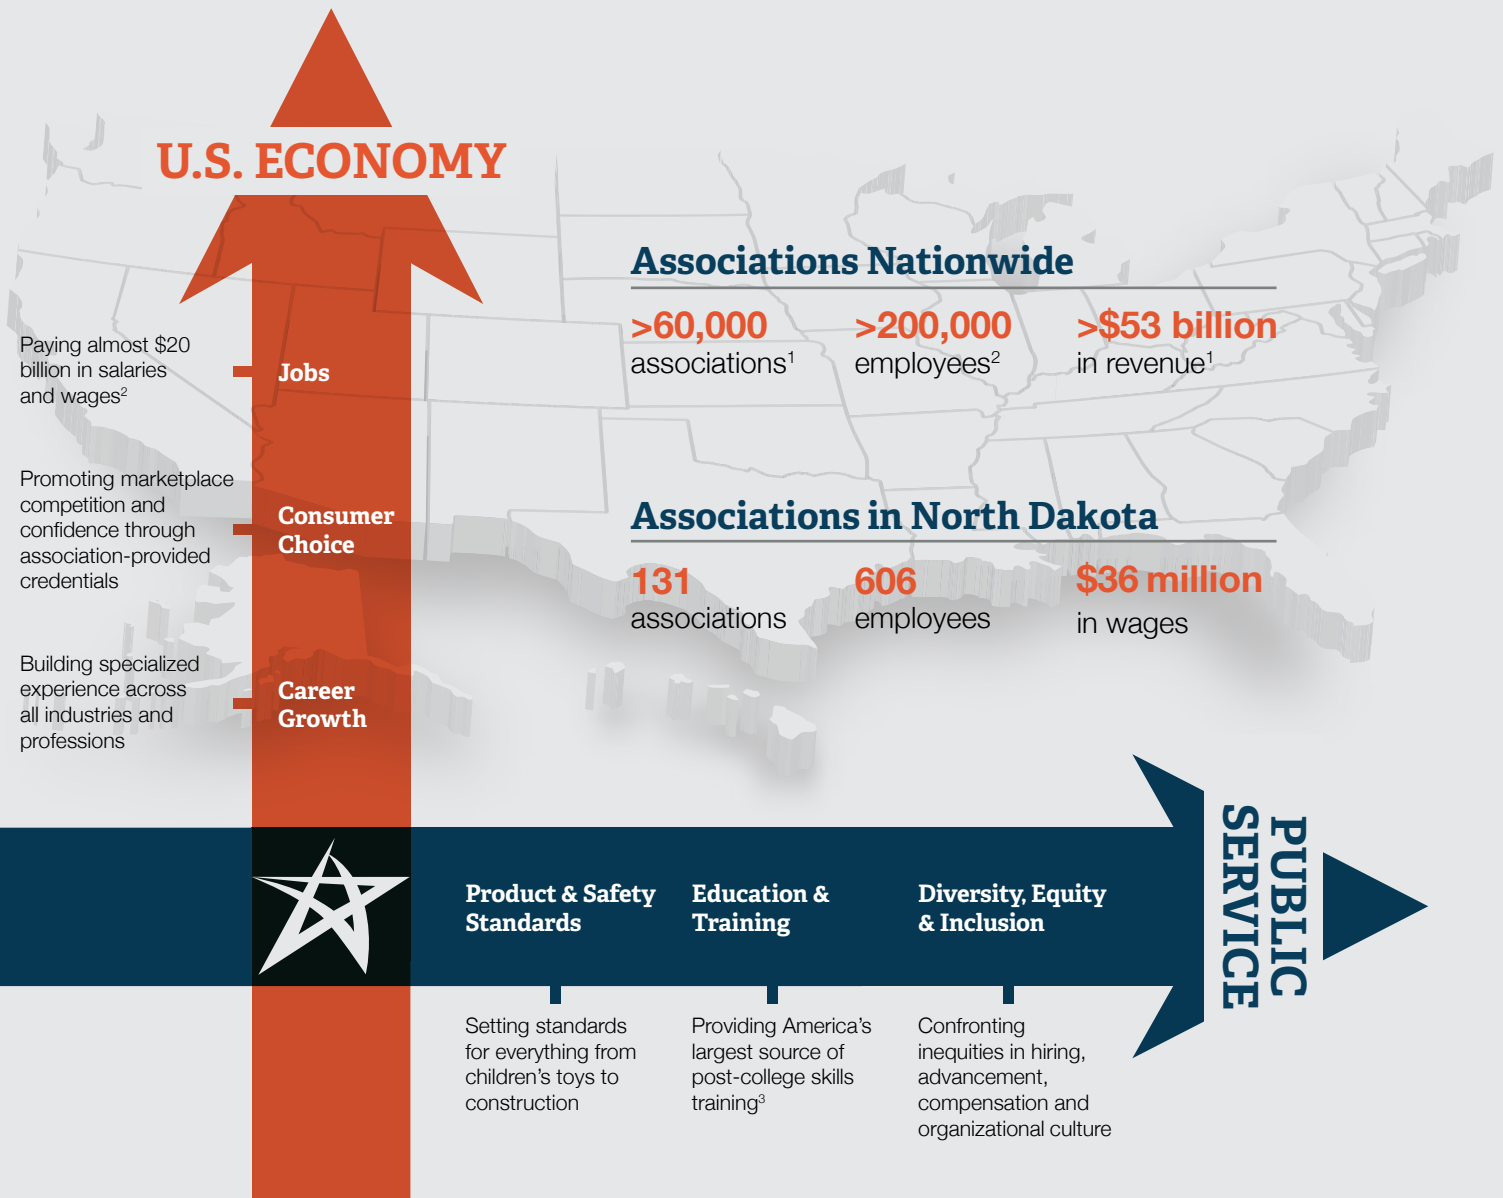 U.S. ECONOMY
Paying almost $20
billion in salaries
and wages²
Jobs
Promoting marketplace
competition and
confidence through
association-provided
credentials
Consumer
Choice
Building specialized
experience across
all industries and
professions
Career
Growth
Associations Nationwide
>60,000
associations¹
>200,000
employees²
>$53 billion
in revenue¹
Associations in North Dakota
131
associations
606
employees
$36 million
in wages
Product & Safety
Standards
Setting standards
for everything from
children’s toys to
construction
Education &
Training
Providing America’s
largest source of
post-college skills
training³
Diversity, Equity
& Inclusion
Confronting
inequities in hiring,
advancement,
compensation and
organizational culture
PUBLIC
SERVICE